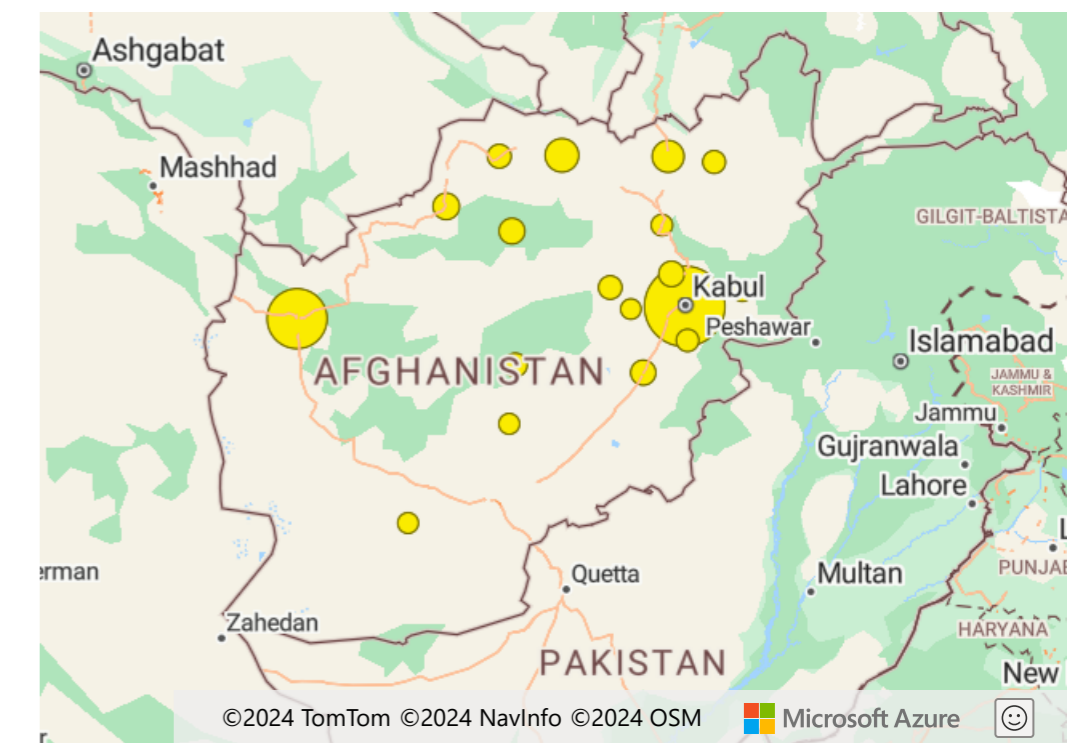 Ashgabat
Mashhad
GILGIT-BALTISTA
Kabul
Peshawar
Islamabad
AFGHANISTAN
JAMMU &
KASHMIR
Jammu
Gujranwala
Lahore
L
erman
Quetta
Multan
PUNJAB
Zahedan
HARYANA
PAKISTAN
New
r
©2024 TomTom ©2024 NavInfo ©2024 OSM
Microsoft Azure